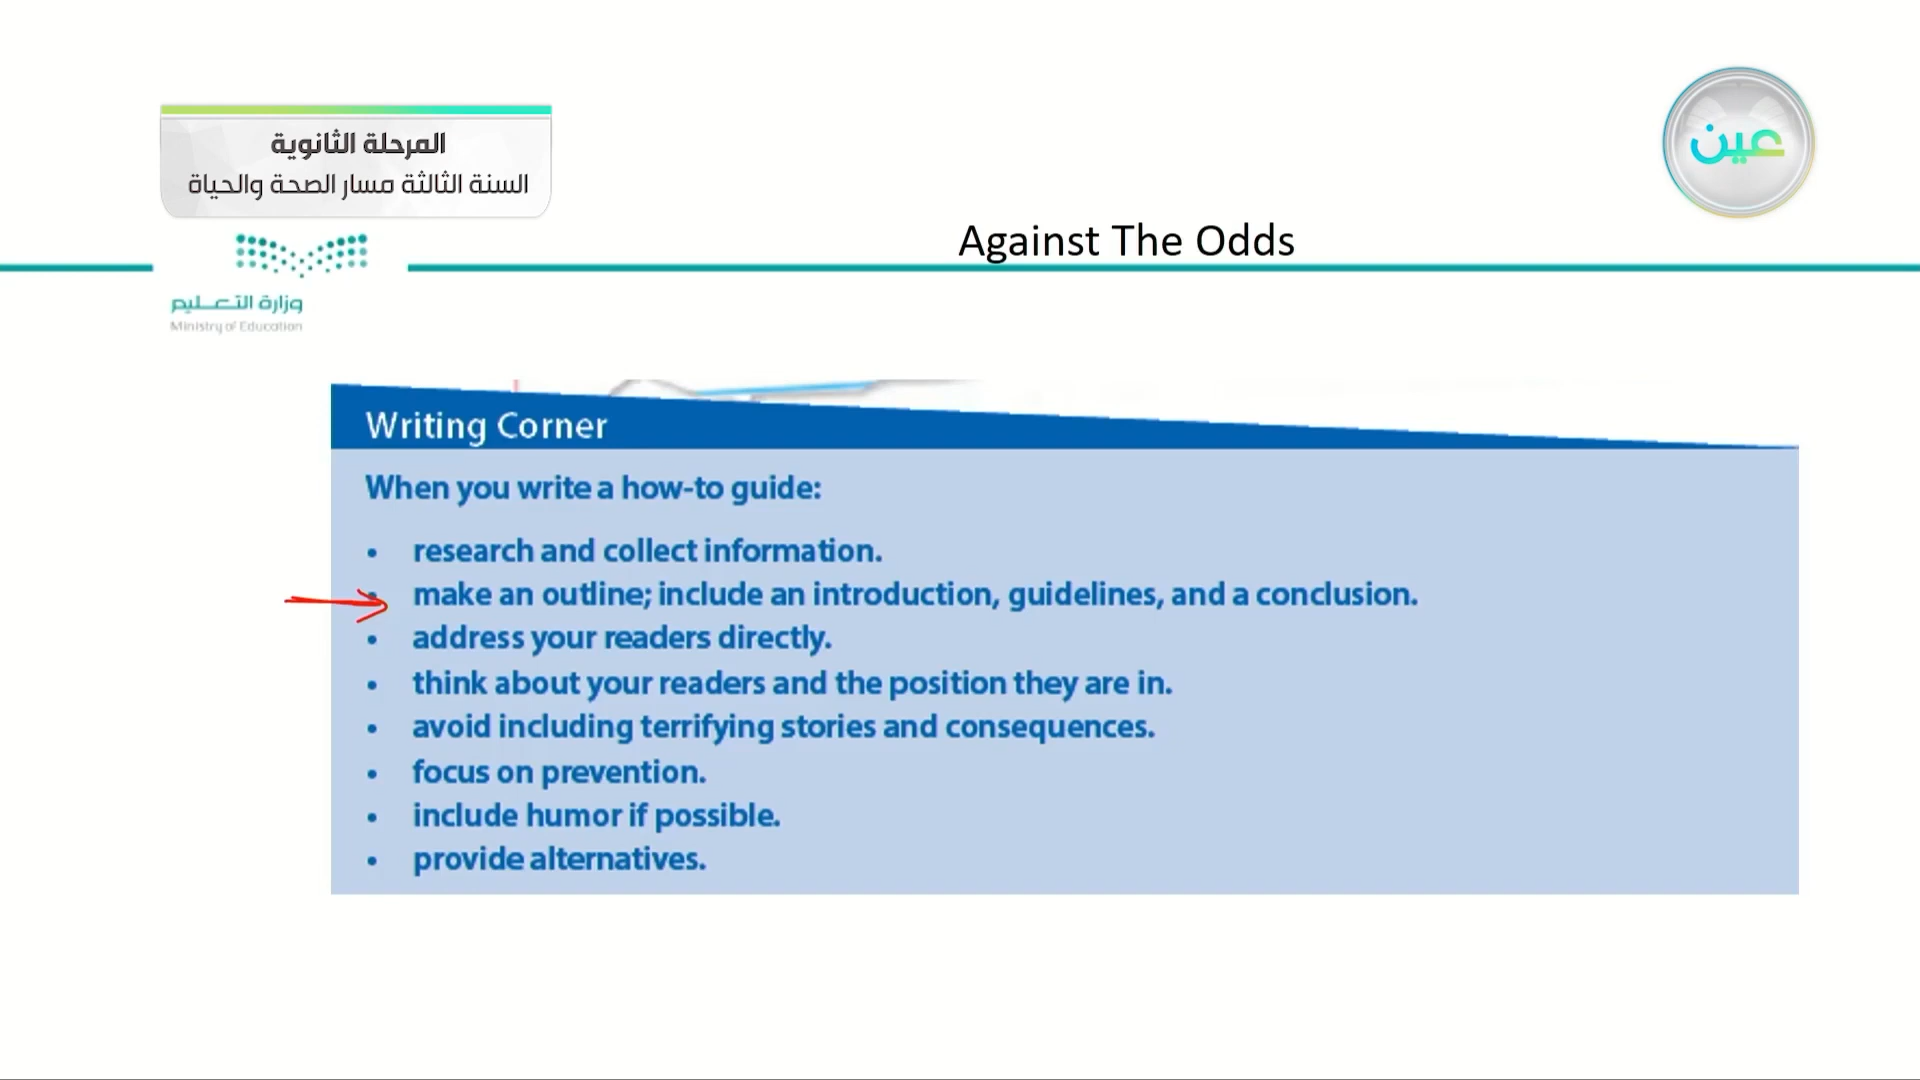 المرحلة الثانوية
السنة الثالثة مسار الصحة والحياة
عين
Against The Odds
وزارة التعليم
Ministry of Education
Writing Corner
When you write a how-to guide:
• research and collect information.
• make an outline; include an introduction, guidelines, and a conclusion.
• address your readers directly.
• think about your readers and the position they are in.
• avoid including terrifying stories and consequences.
• focus on prevention.
• include humor if possible.
• provide alternatives.